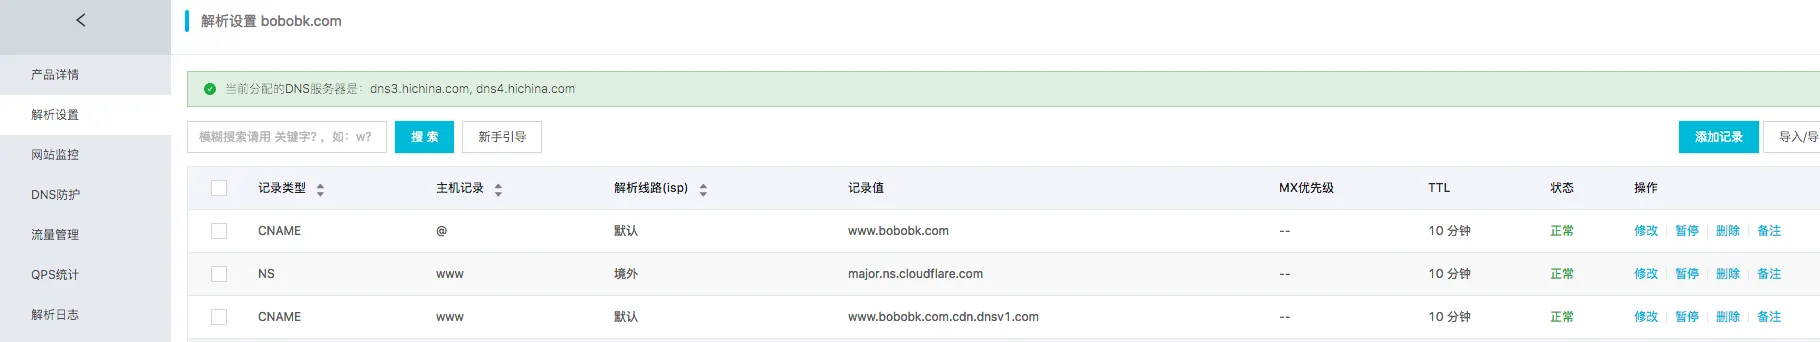 解析设置 bobobk.com
产品详情
解析设置
网站监控
DNS防护
流量管理
QPS统计
解析日志
当前分配的DNS服务器是：dns3.hichina.com, dns4.hichina.com
模糊搜索请用 关键字?，如：w? 搜 索 新手引导 添加记录 导入/导
记录类型 主机记录 解析线路(isp) 记录值 MX优先级 TTL 状态 操作
CNAME @ 默认 www.bobobk.com -- 10 分钟 正常 修改 暂停 删除 备注
NS www 境外 major.ns.cloudflare.com -- 10 分钟 正常 修改 暂停 删除 备注
CNAME www 默认 www.bobobk.com.cdn.dnsv1.com -- 10 分钟 正常 修改 暂停 删除 备注